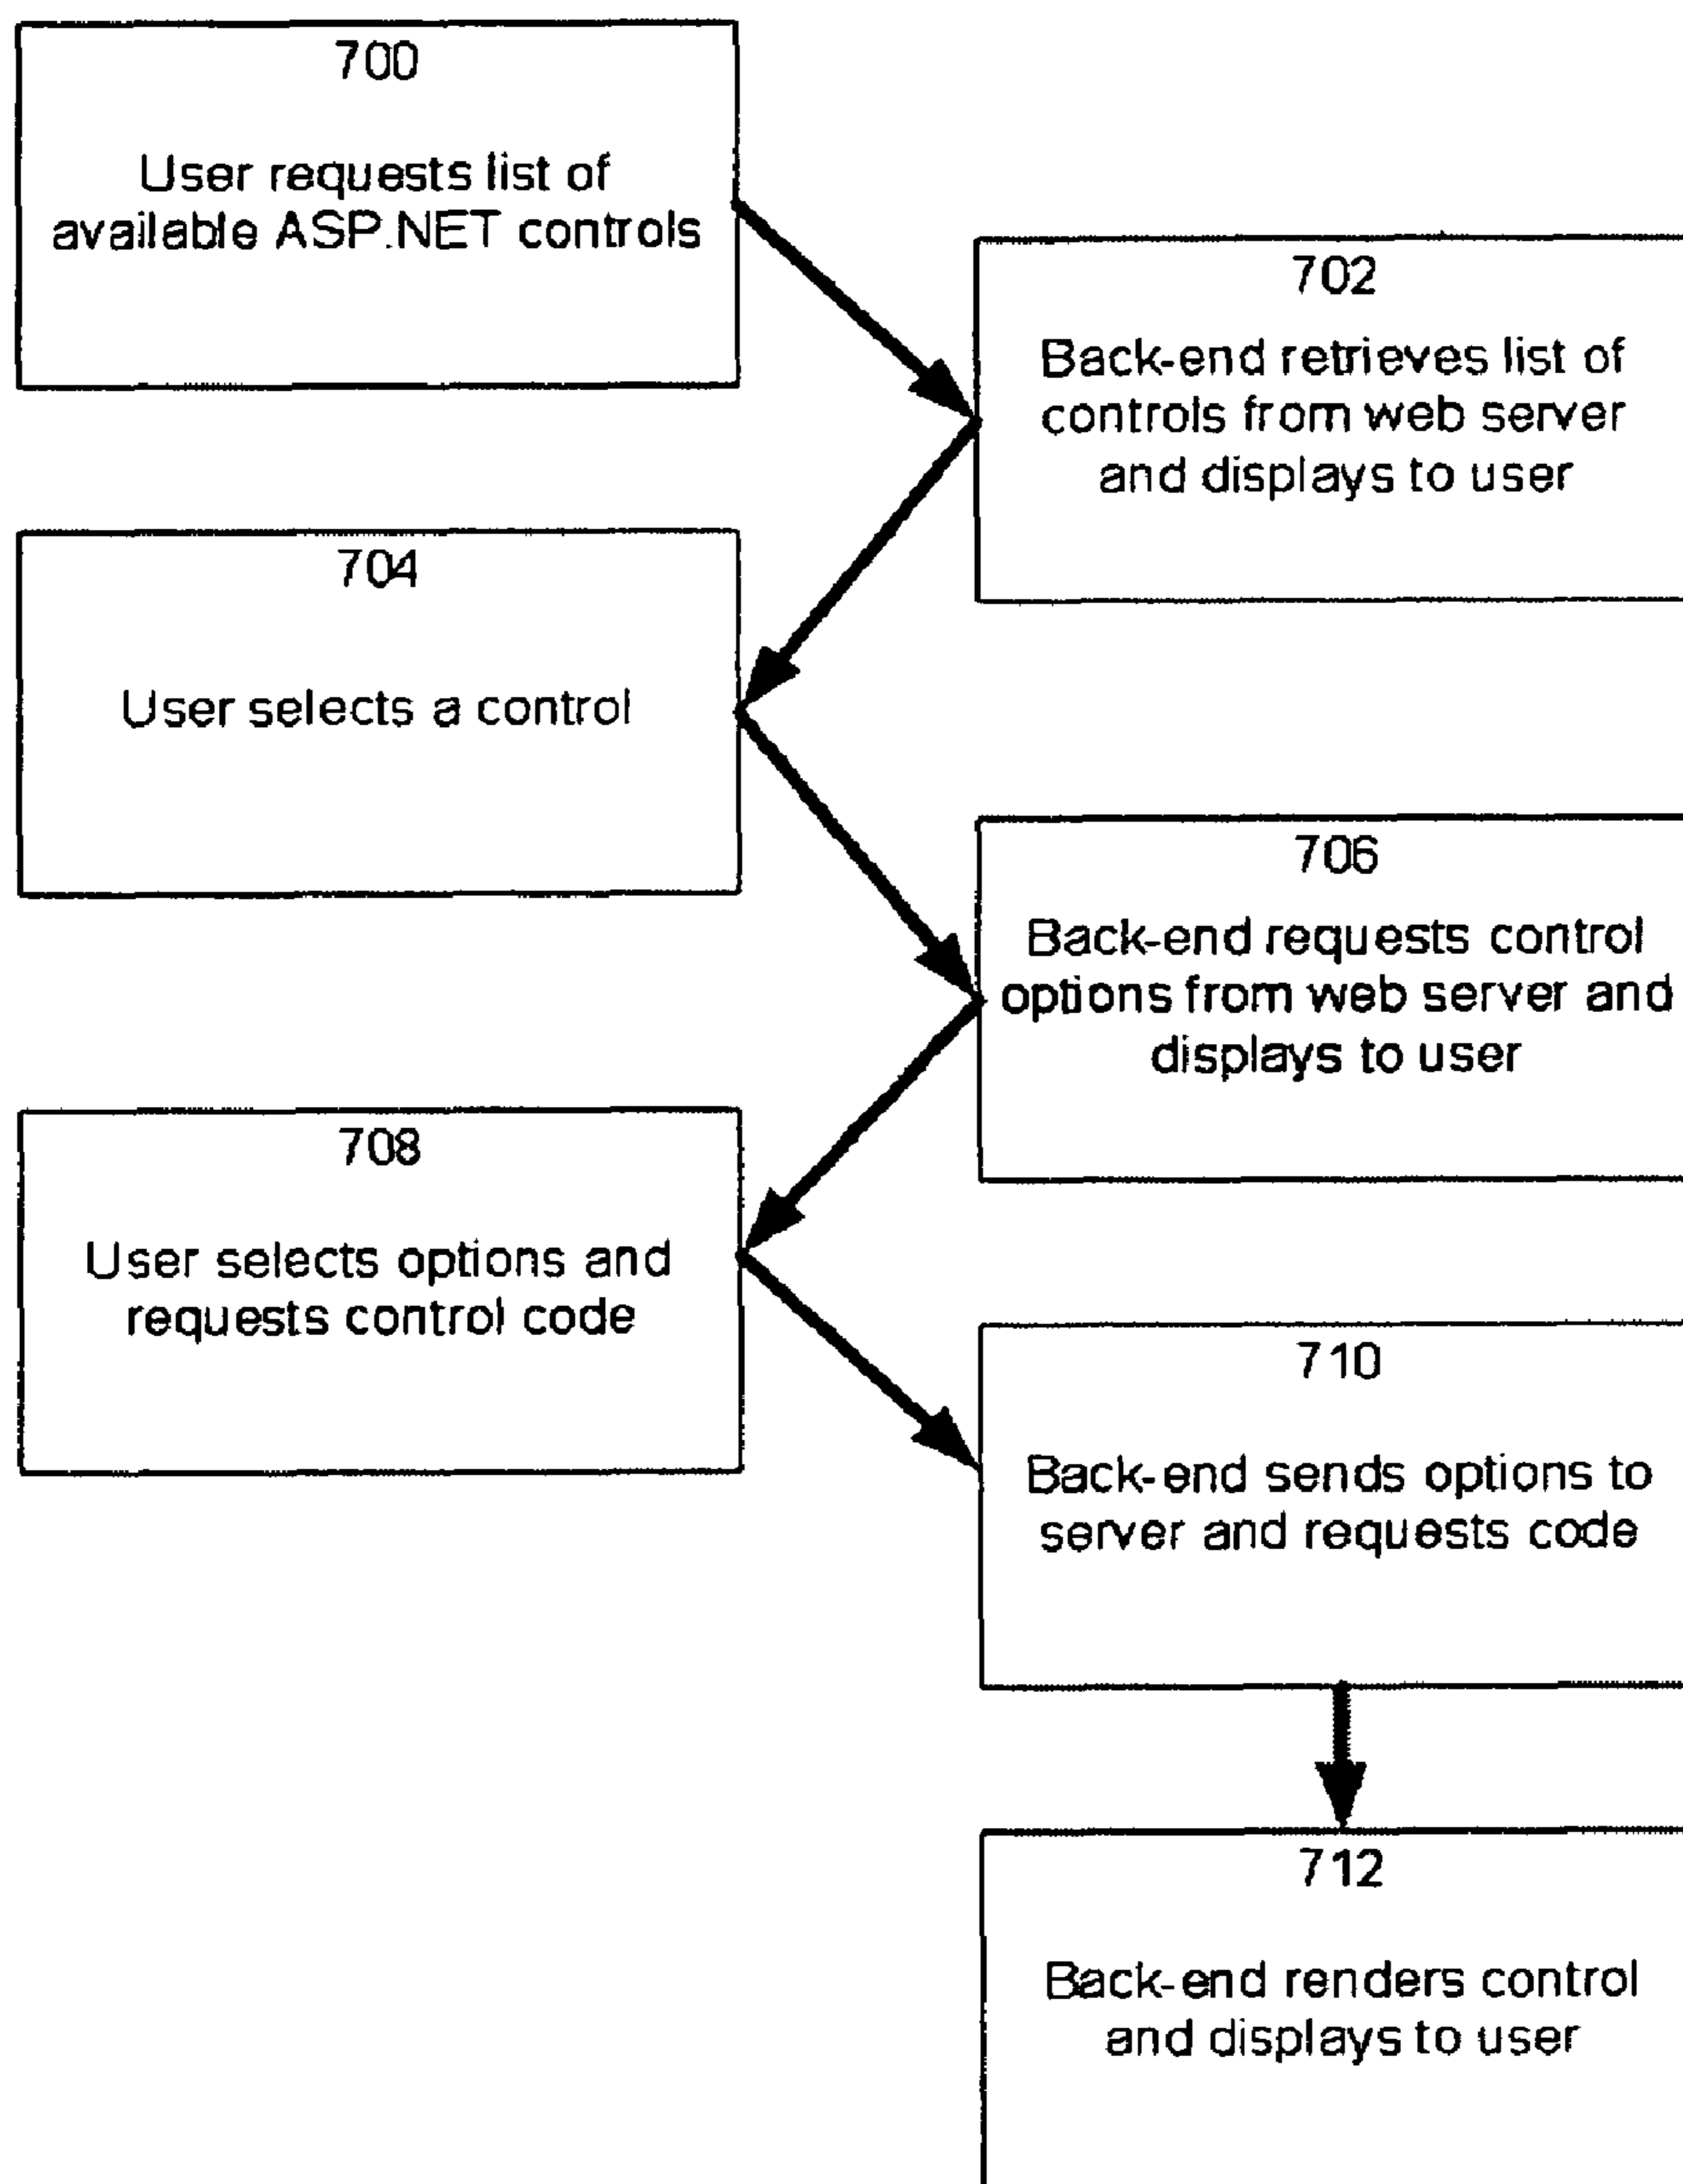 700
User requests list of
available ASP.NET controls
702
Back-end retrieves list of
controls from web server
and displays to user
704
User selects a control
706
Back-end requests control
options from web server and
displays to user
708
User selects options and
requests control code
710
Back-end sends options to
server and requests code
712
Back-end renders control
and displays to user